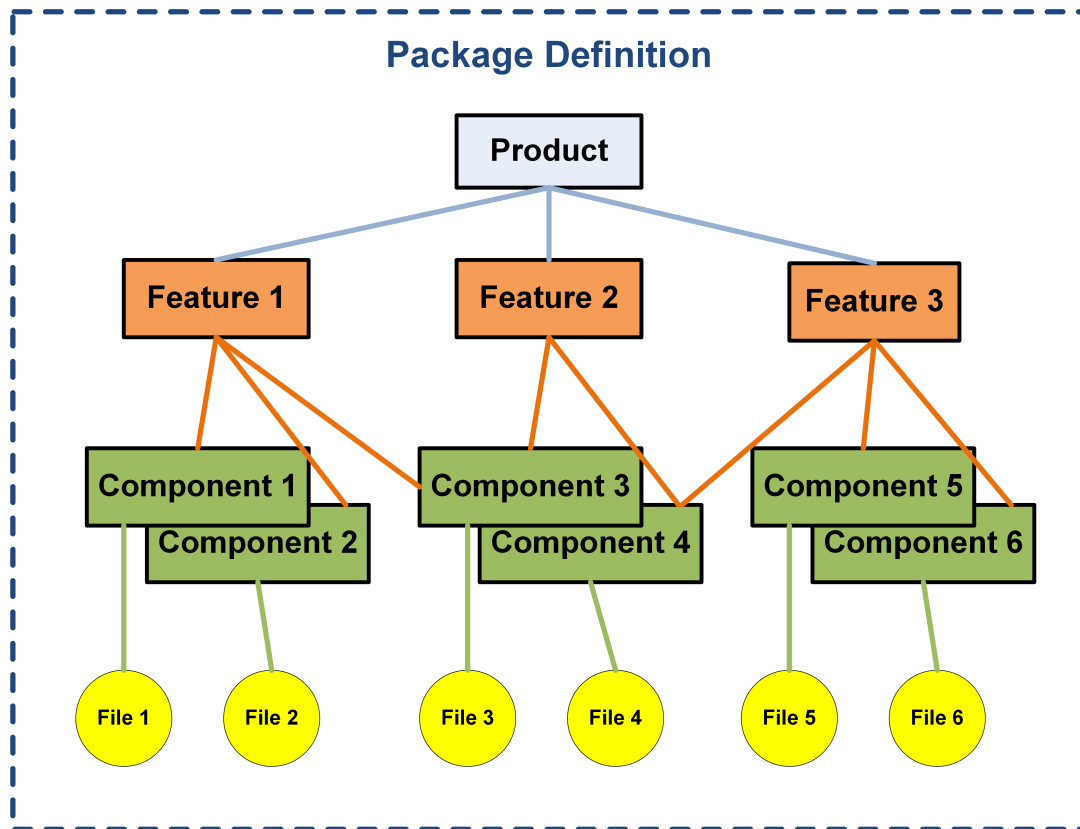 Package Definition
Product
Feature 1
Feature 2
Feature 3
Component 1
Component 3
Component 5
Component 2
Component 4
Component 6
File 1
File 2
File 3
File 4
File 5
File 6